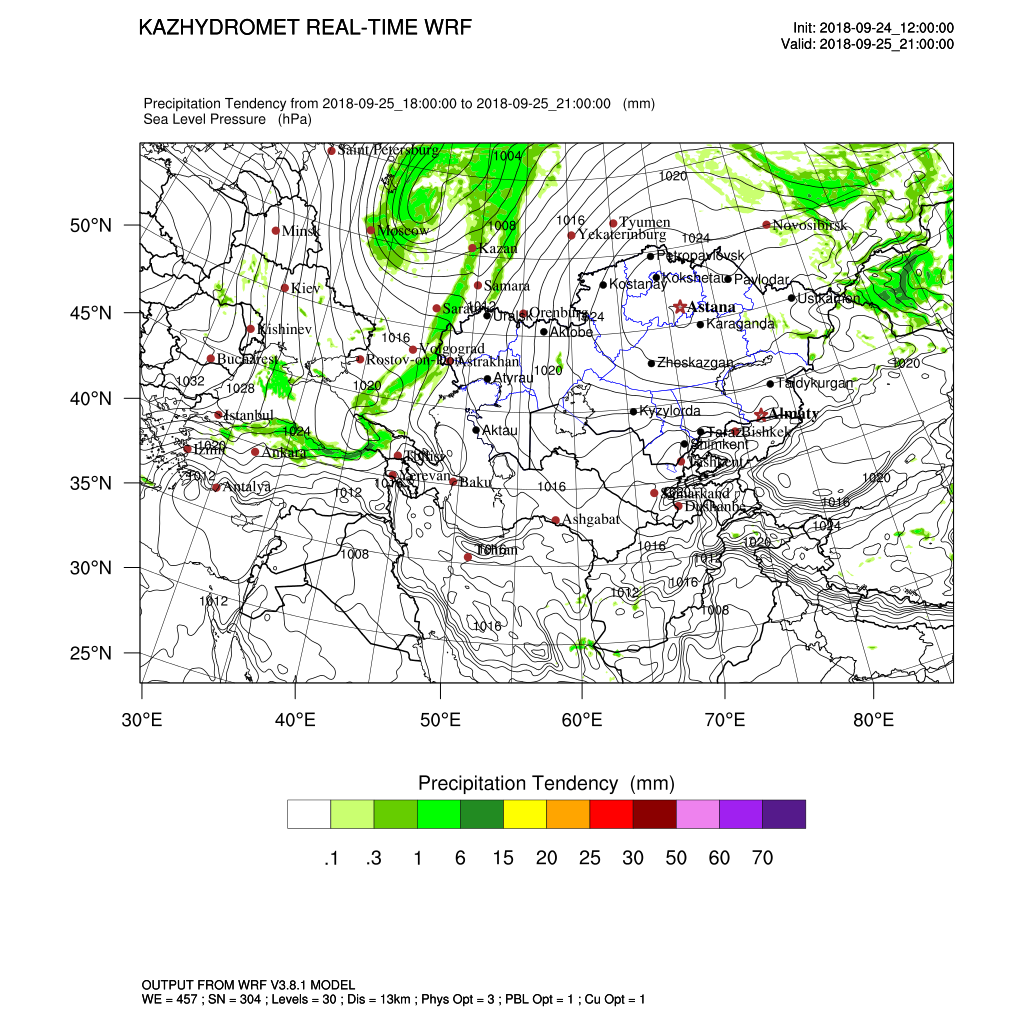 KAZHYDROMET REAL-TIME WRF
Init: 2018-09-24_12:00:00
Valid: 2018-09-25_21:00:00
Precipitation Tendency from 2018-09-25_18:00:00 to 2018-09-25_21:00:00 (mm)
Sea Level Pressure (hPa)
Saint Petersburg
1004
1020
50°N
Minsk
Moscow
1008
1016
Tyumen
Yekaterinburg
Novosibirsk
1024
Kazan
Petropavlovsk
Kiev
Samara
Kostanay
Kokshetau
Pavlodar
Ustkamen
45°N
1012
Uralsk
Orenburg
1024
Astana
Kishinev
Aktobe
Karaganda
1016
Volgograd
Bucharest
Rostov-on-Don
Astrakhan
Zhoskazgan
1020
1032
1028
1020
Atyrau
1020
Taldykurgan
40°N
Istanbul
Kyzylorda
Almaty
1024
Aktau
Taraz
Bishkek
1020
Izmir
Ankara
Tbilisi
Shimkent
Tashkent
35°N
1012
Antalya
1012
Yerevan
Baku
1016
Samarkand
1020
1016
Dushanbe
Ashgabat
1024
1008
Tehran
1016
1012
1020
30°N
1012
1012
1016
1008
1016
25°N
30°E
40°E
50°E
60°E
70°E
80°E
Precipitation Tendency (mm)
.1 .3 1 6 15 20 25 30 50 60 70
OUTPUT FROM WRF V3.8.1 MODEL
WE = 457 ; SN = 304 ; Levels = 30 ; Dis = 13km ; Phys Opt = 3 ; PBL Opt = 1 ; Cu Opt = 1